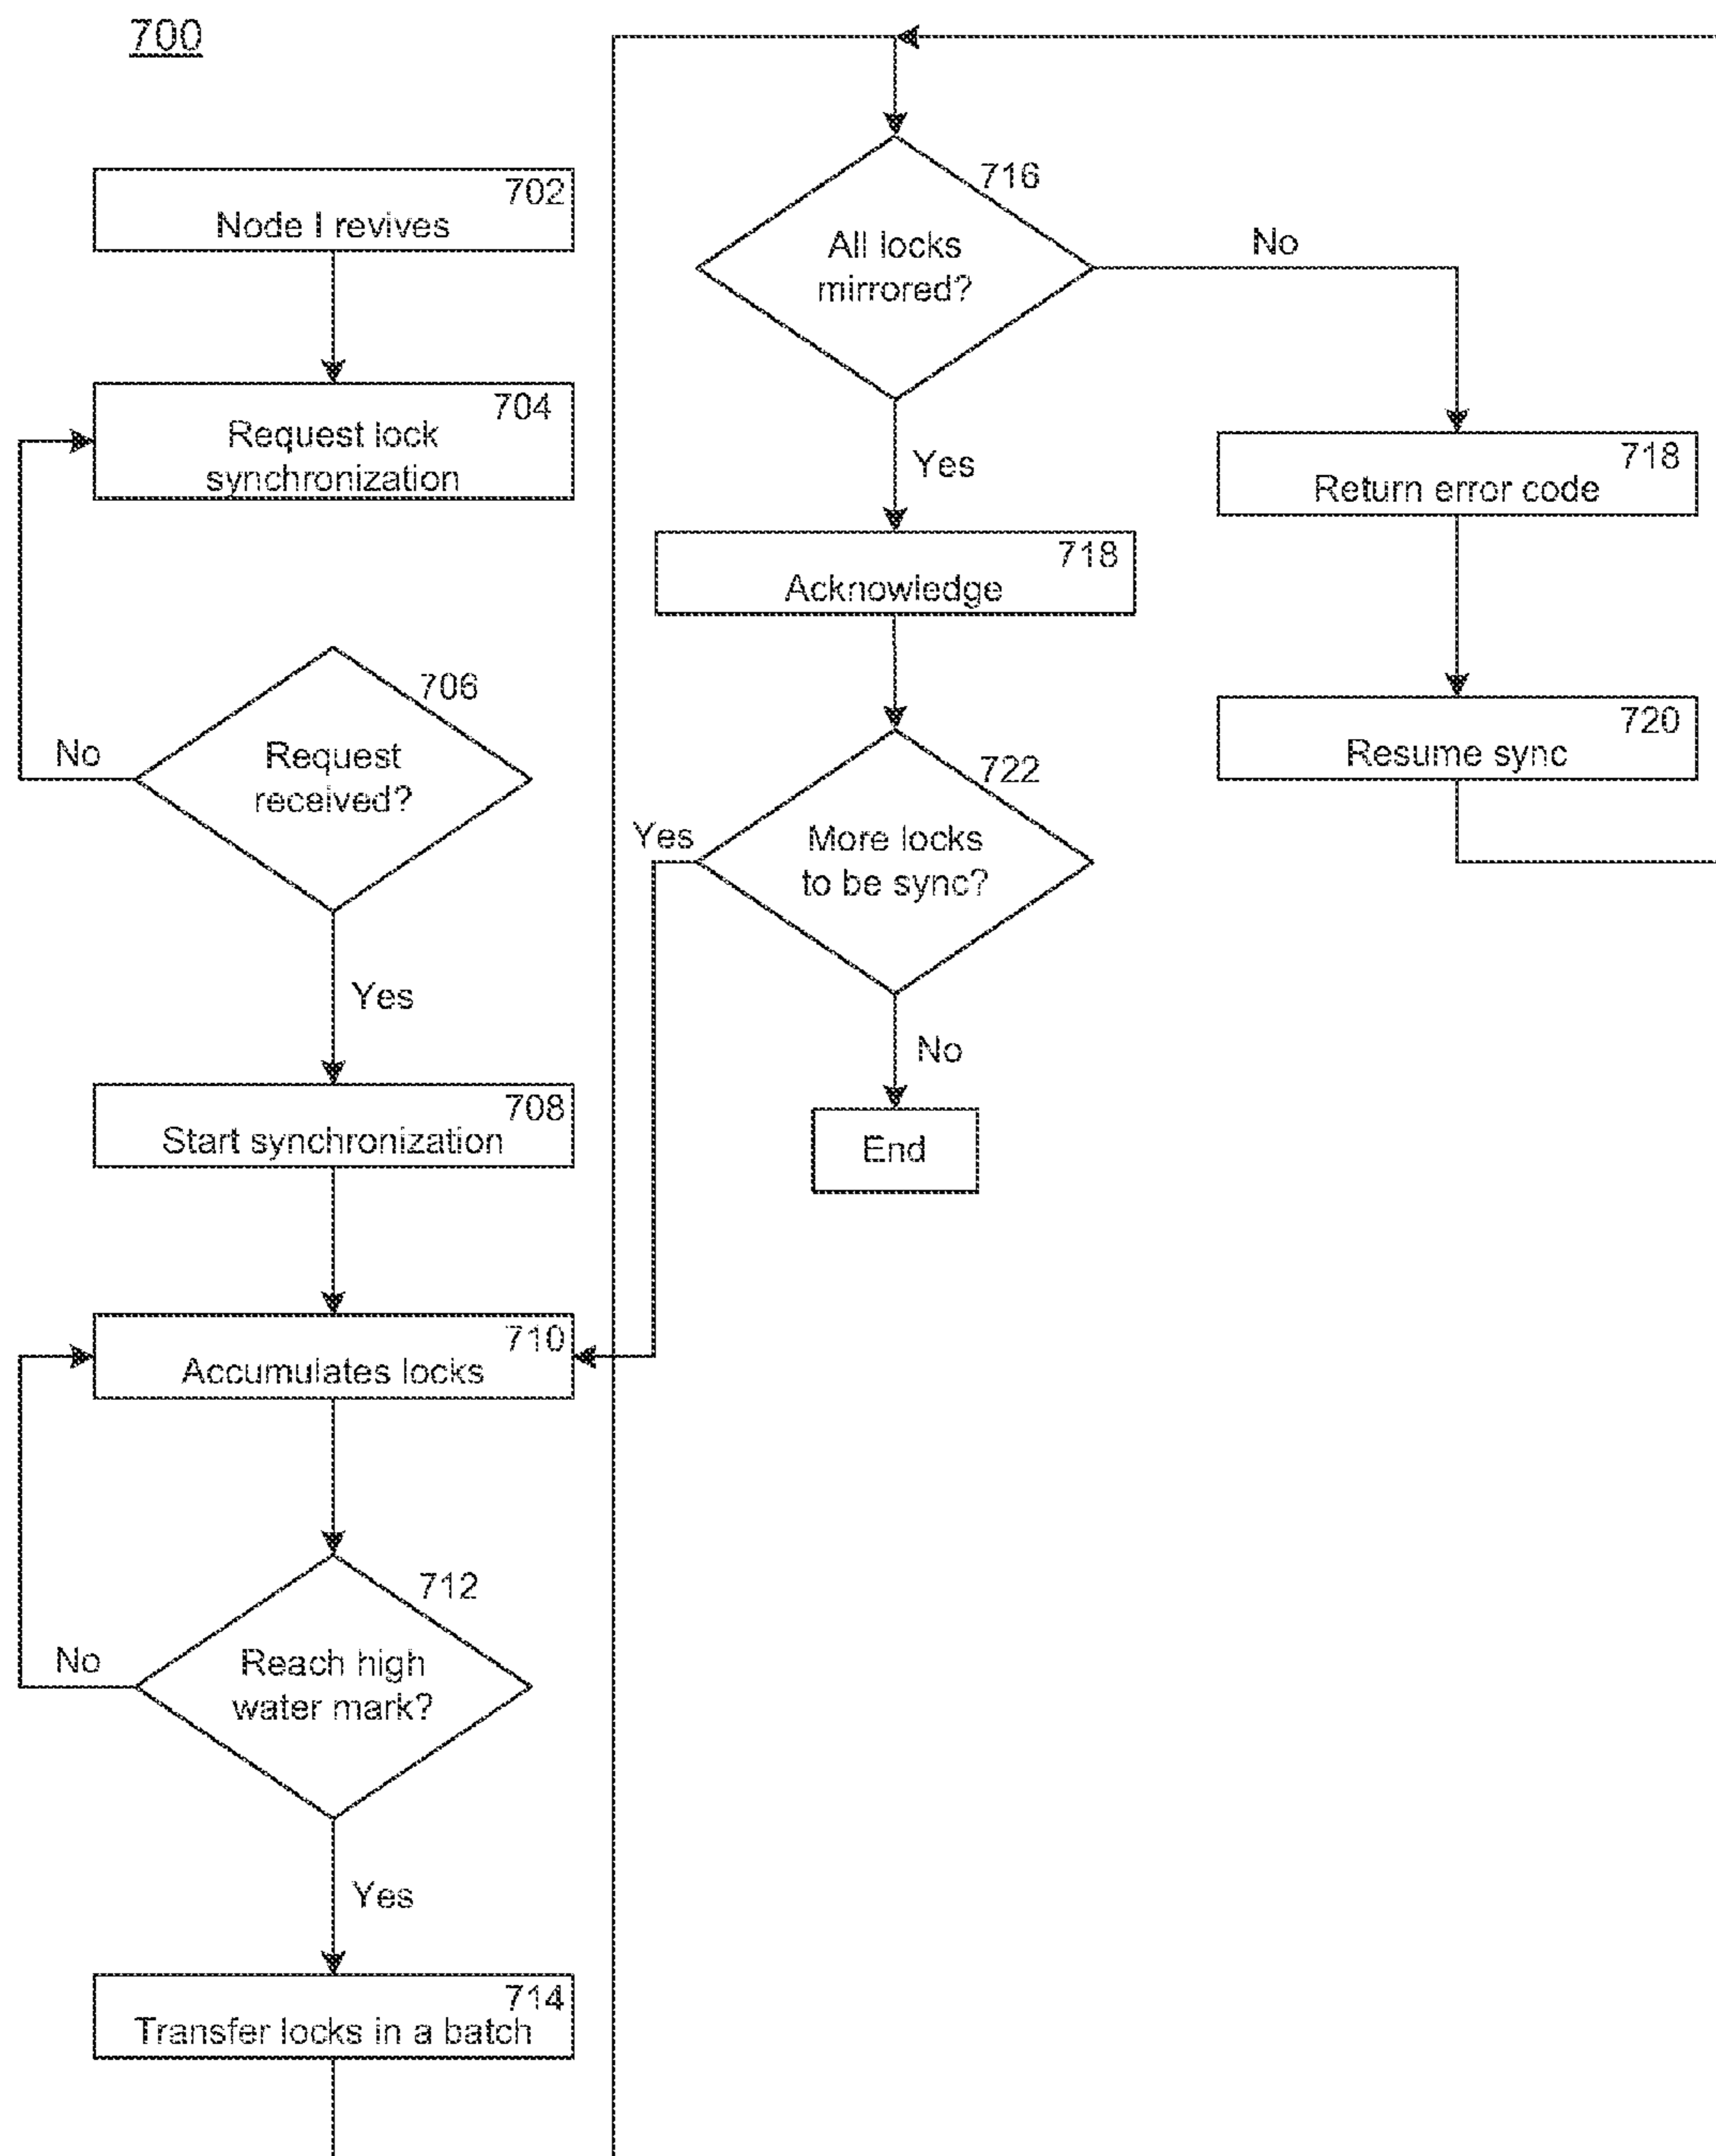 700
702
Node I revives
704
Request lock
synchronization
706
Request
received?
No
Yes
708
Start synchronization
710
Accumulates locks
712
Reach high
water mark?
No
Yes
714
Transfer locks in a batch
716
All locks
mirrored?
No
Yes
718
Return error code
718
Acknowledge
720
Resume sync
722
More locks
to be sync?
Yes
No
End